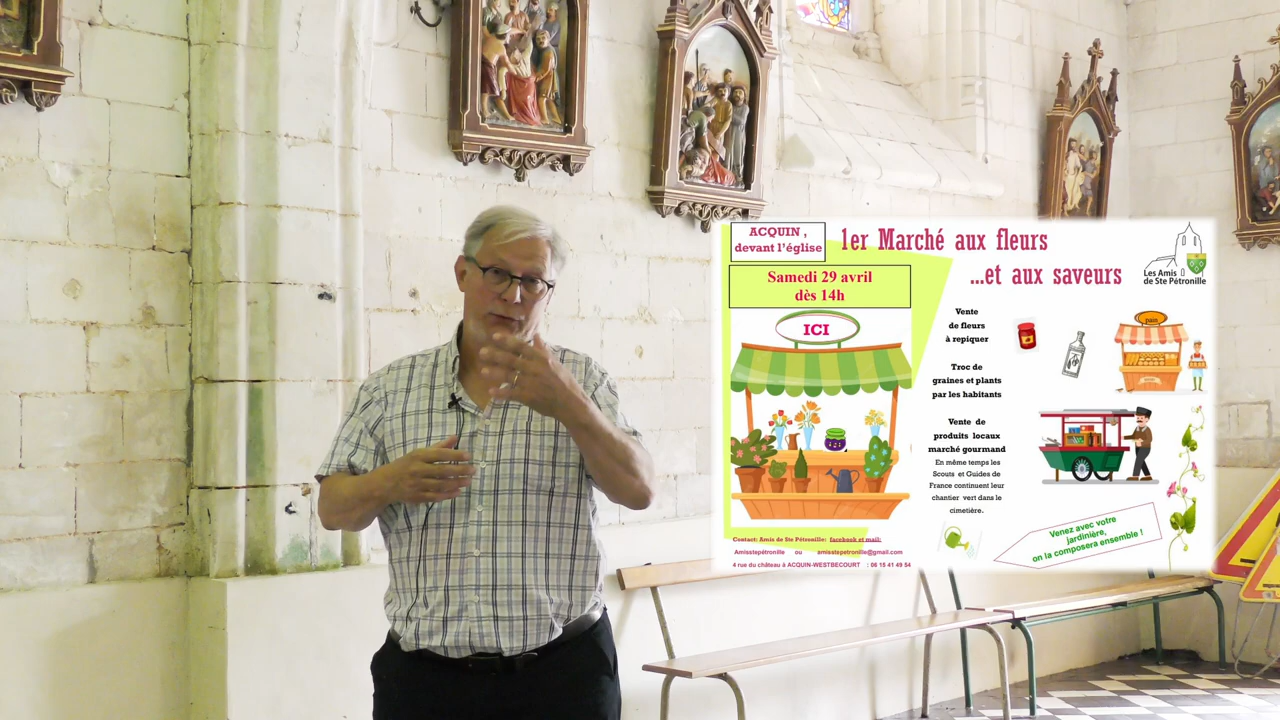 ACQUIN ,
devant l'église
1er Marché aux fleurs
...et aux saveurs
Les Amis
de Ste Pétronille
Samedi 29 avril
dès 14h
ICI
Vente
de fleurs
à repiquer
Troc de
graines et plants
par les habitants
Vente de
produits locaux
marché gourmand
En même temps les
Scouts et Guides de
France continuent leur
chantier vert dans le
cimetière.
pain
Venez avec votre
jardinière,
on la composera ensemble !
Contact: Amis de Ste Pétronille: facebook et mail:
Amisstepétronille ou amisstepetronille@gmail.com
4 rue du château à ACQUIN-WESTBECOURT : 06 15 41 49 54